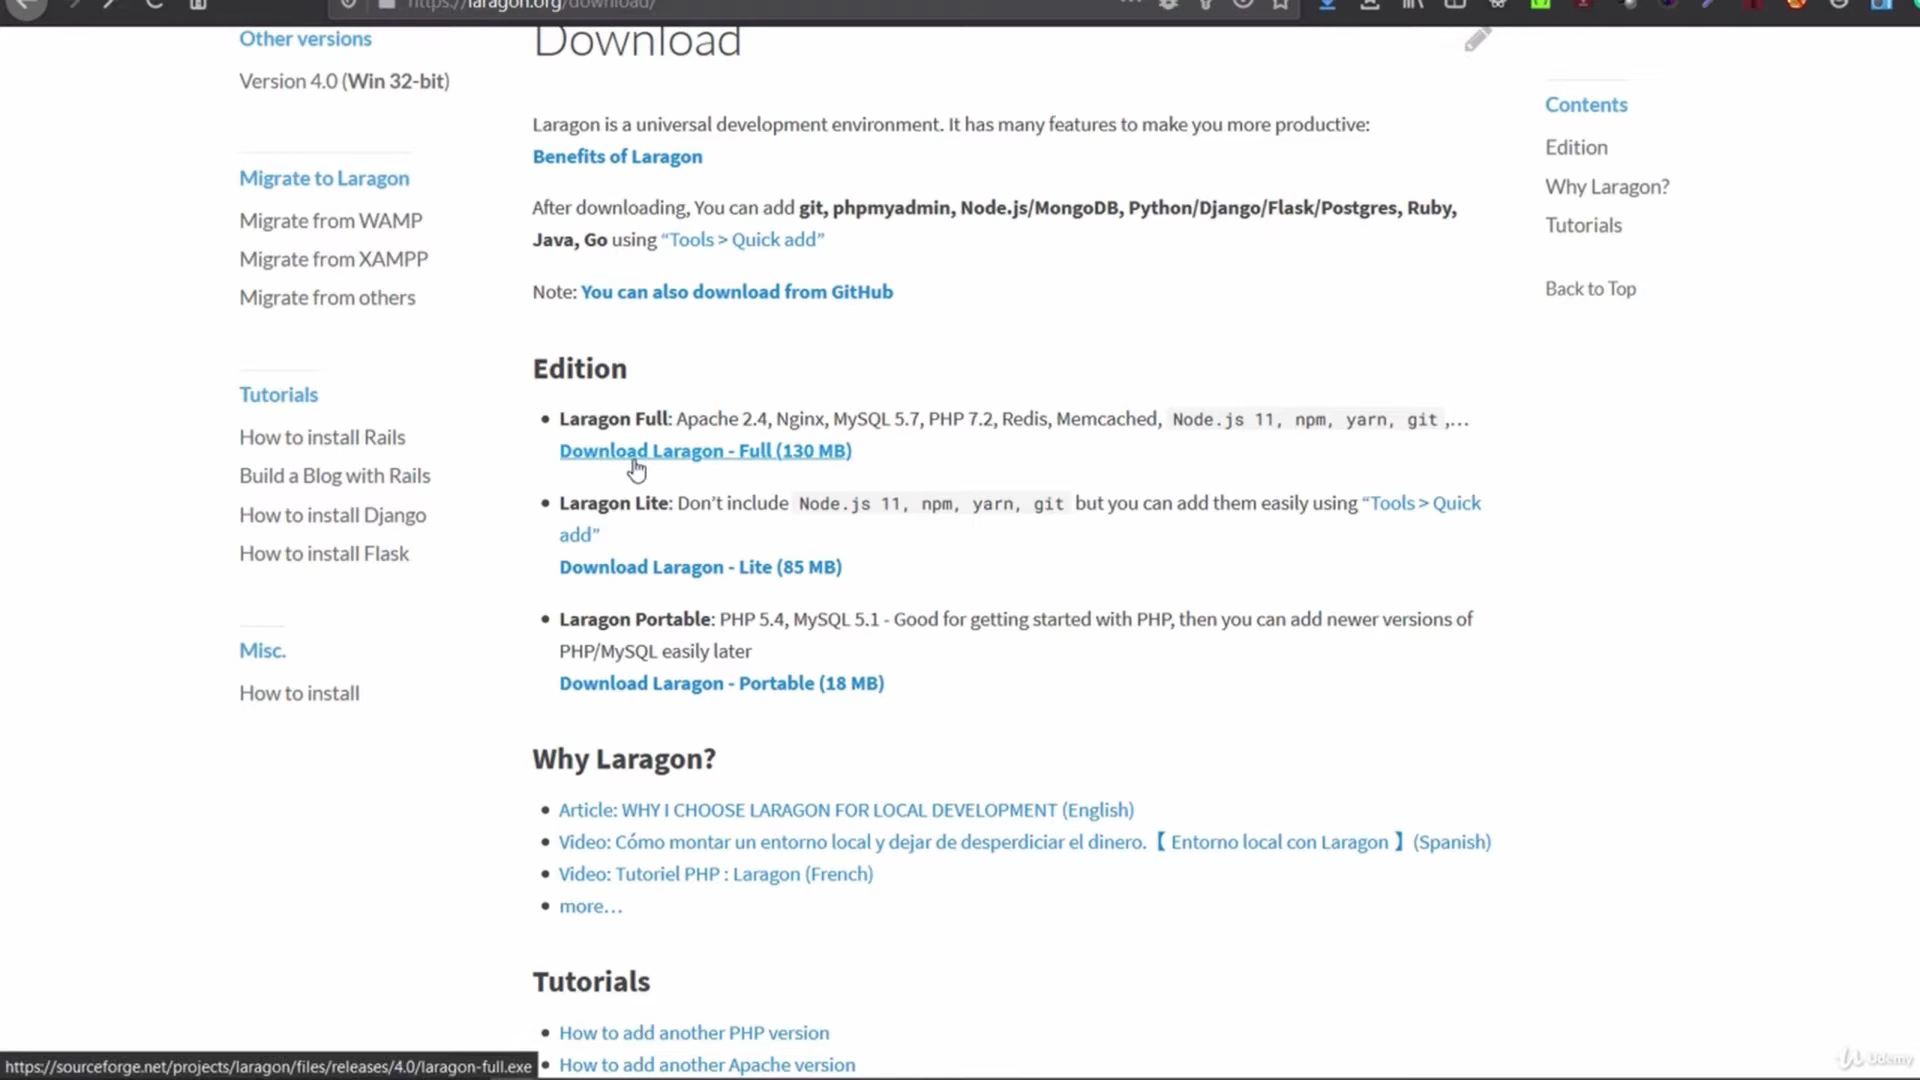 https://laragon.org/download/
Other versions
Version 4.0 (Win 32-bit)
Migrate to Laragon
Migrate from WAMP
Migrate from XAMPP
Migrate from others
Tutorials
How to install Rails
Build a Blog with Rails
How to install Django
How to install Flask
Misc.
How to install
Download
Laragon is a universal development environment. It has many features to make you more productive:
Benefits of Laragon
After downloading, You can add git, phpmyadmin, Node.js/MongoDB, Python/Django/Flask/Postgres, Ruby,
Java, Go using “Tools > Quick add”
Note: You can also download from GitHub
Edition
• Laragon Full: Apache 2.4, Nginx, MySQL 5.7, PHP 7.2, Redis, Memcached, Node.js 11, npm, yarn, git ,…
Download Laragon - Full (130 MB)
• Laragon Lite: Don’t include Node.js 11, npm, yarn, git but you can add them easily using “Tools > Quick
add”
Download Laragon - Lite (85 MB)
• Laragon Portable: PHP 5.4, MySQL 5.1 - Good for getting started with PHP, then you can add newer versions of
PHP/MySQL easily later
Download Laragon - Portable (18 MB)
Why Laragon?
• Article: WHY I CHOOSE LARAGON FOR LOCAL DEVELOPMENT (English)
• Video: Cómo montar un entorno local y dejar de desperdiciar el dinero.【 Entorno local con Laragon 】(Spanish)
• Video: Tutoriel PHP : Laragon (French)
• more…
Tutorials
• How to add another PHP version
• How to add another Apache version
Contents
Edition
Why Laragon?
Tutorials
Back to Top
https://sourceforge.net/projects/laragon/files/releases/4.0/laragon-full.exe
Udemy